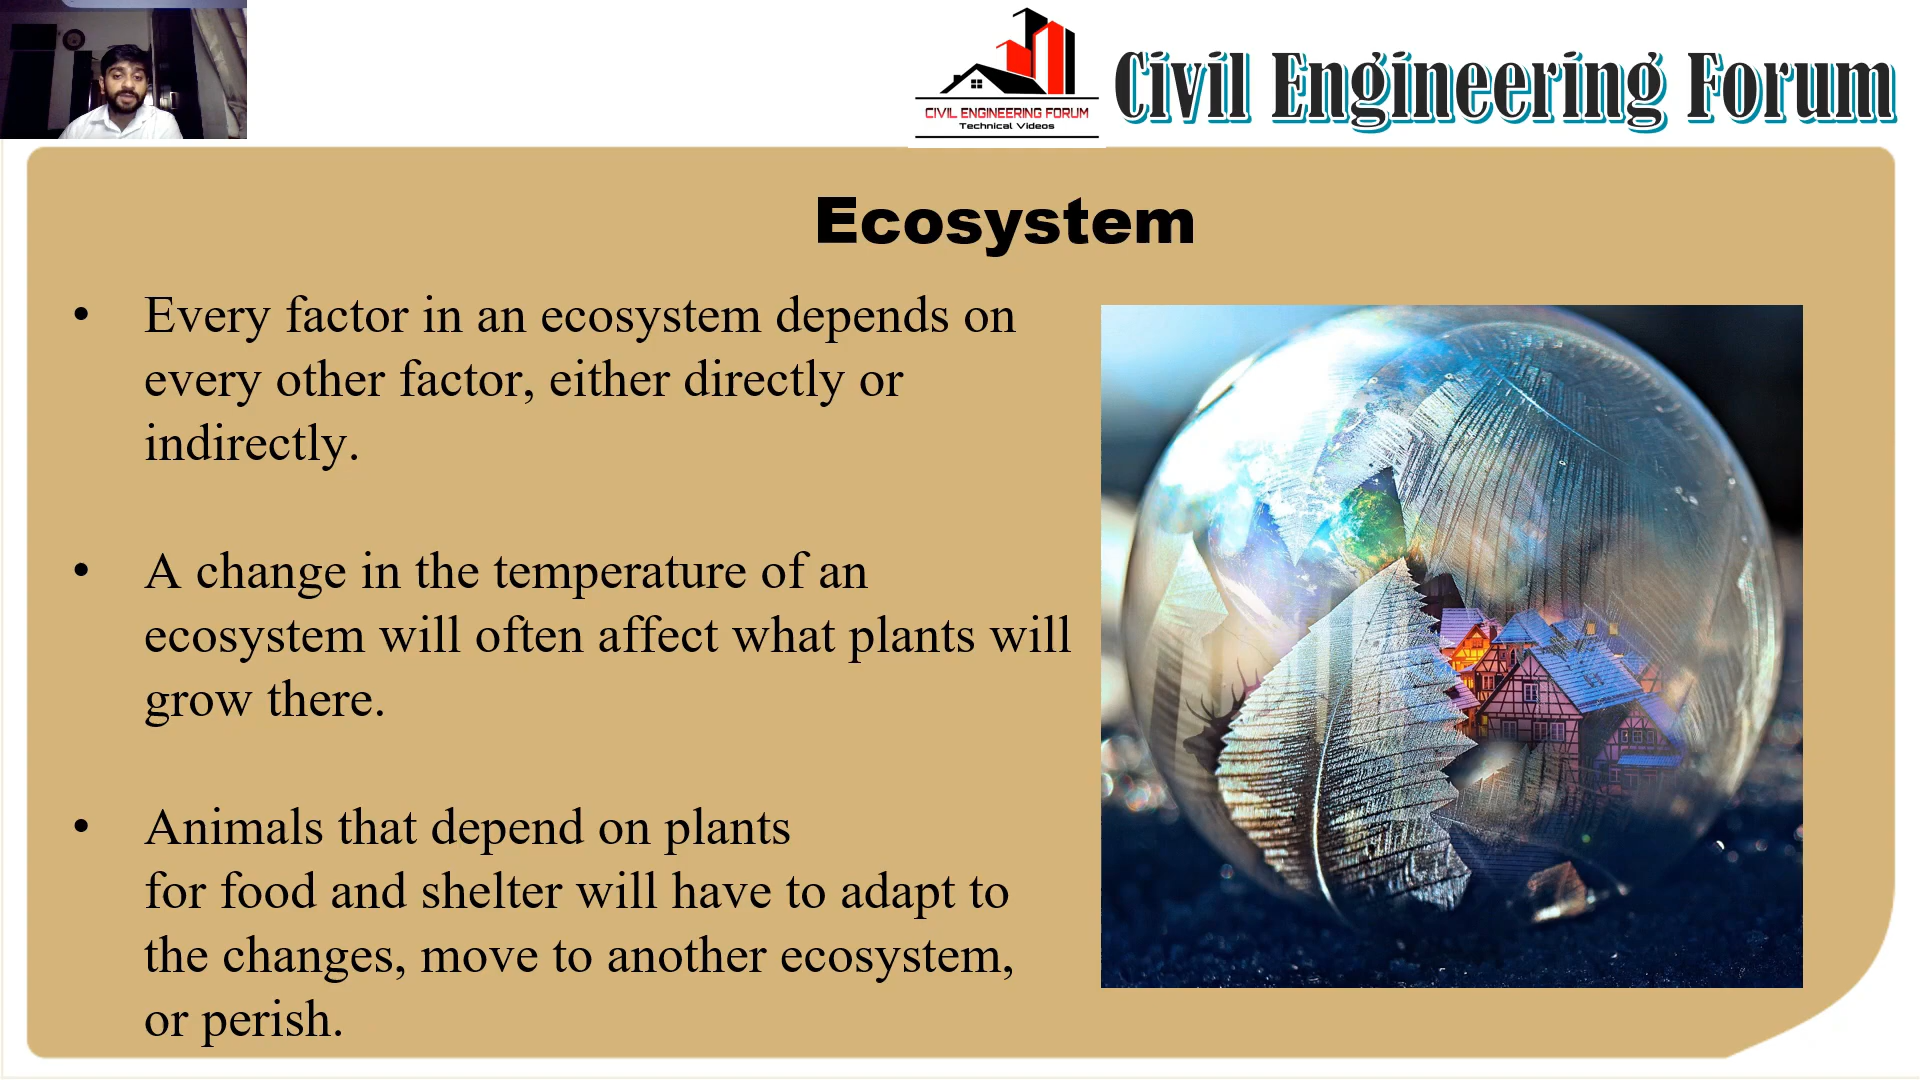 CIVIL ENGINEERING FORUM
Technical Videos
Civil Engineering Forum
Ecosystem
• Every factor in an ecosystem depends on
every other factor, either directly or
indirectly.
• A change in the temperature of an
ecosystem will often affect what plants will
grow there.
• Animals that depend on plants
for food and shelter will have to adapt to
the changes, move to another ecosystem,
or perish.